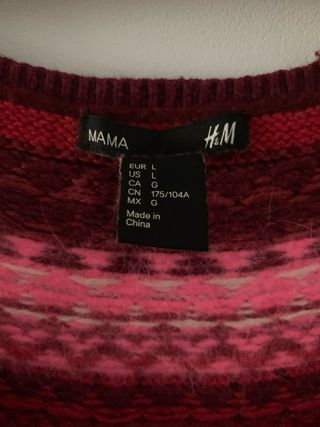 MAMA H&M
EUR L
US L
CA G
CN 175/104A
MX G
Made in
China